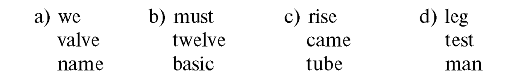 a) we b) must c) rise d) leg
valve twelve came test
name basic tube man